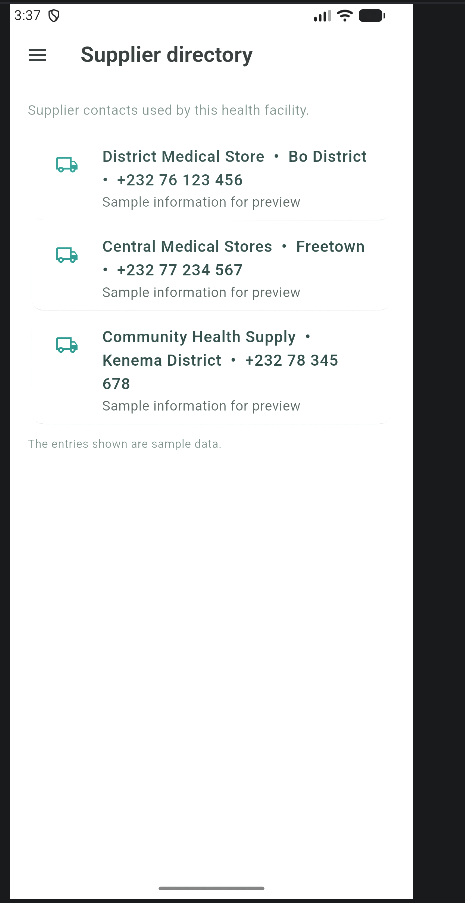 3:37
Supplier directory
Supplier contacts used by this health facility.
District Medical Store • Bo District
• +232 76 123 456
Sample information for preview
Central Medical Stores • Freetown
• +232 77 234 567
Sample information for preview
Community Health Supply •
Kenema District • +232 78 345
678
Sample information for preview
The entries shown are sample data.